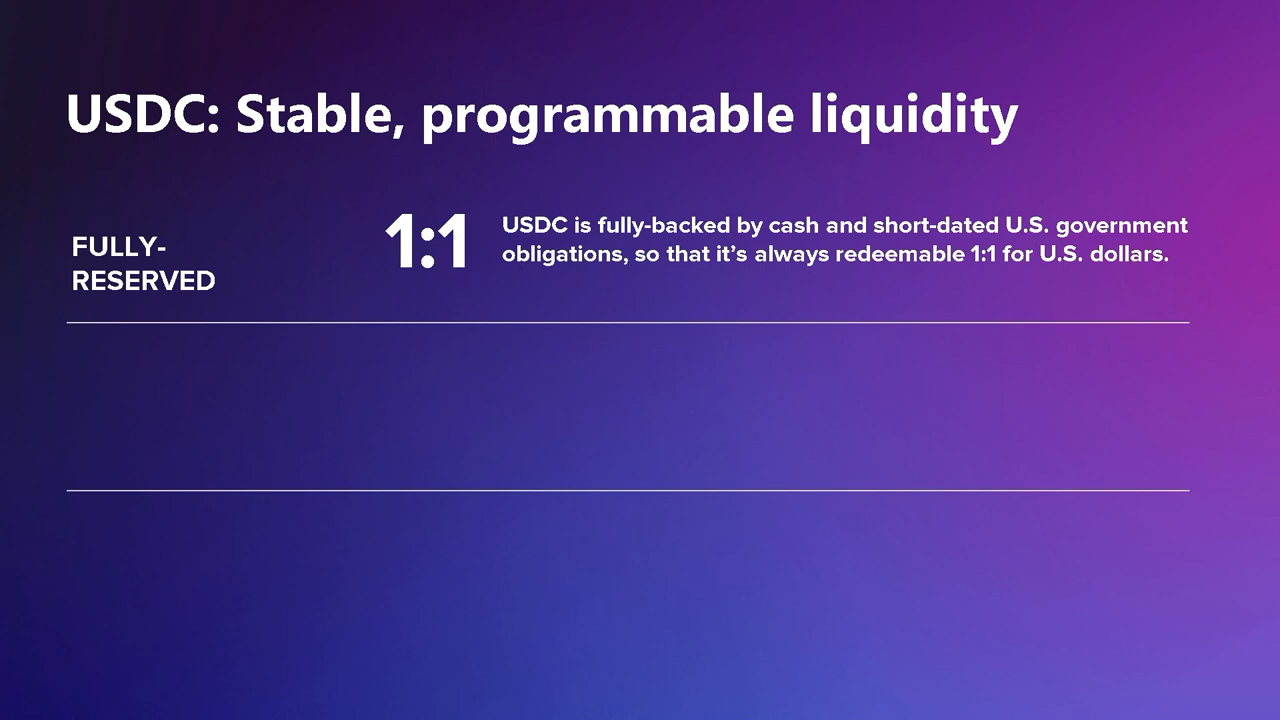 USDC: Stable, programmable liquidity
FULLY-
RESERVED
1:1
USDC is fully-backed by cash and short-dated U.S. government
obligations, so that it’s always redeemable 1:1 for U.S. dollars.